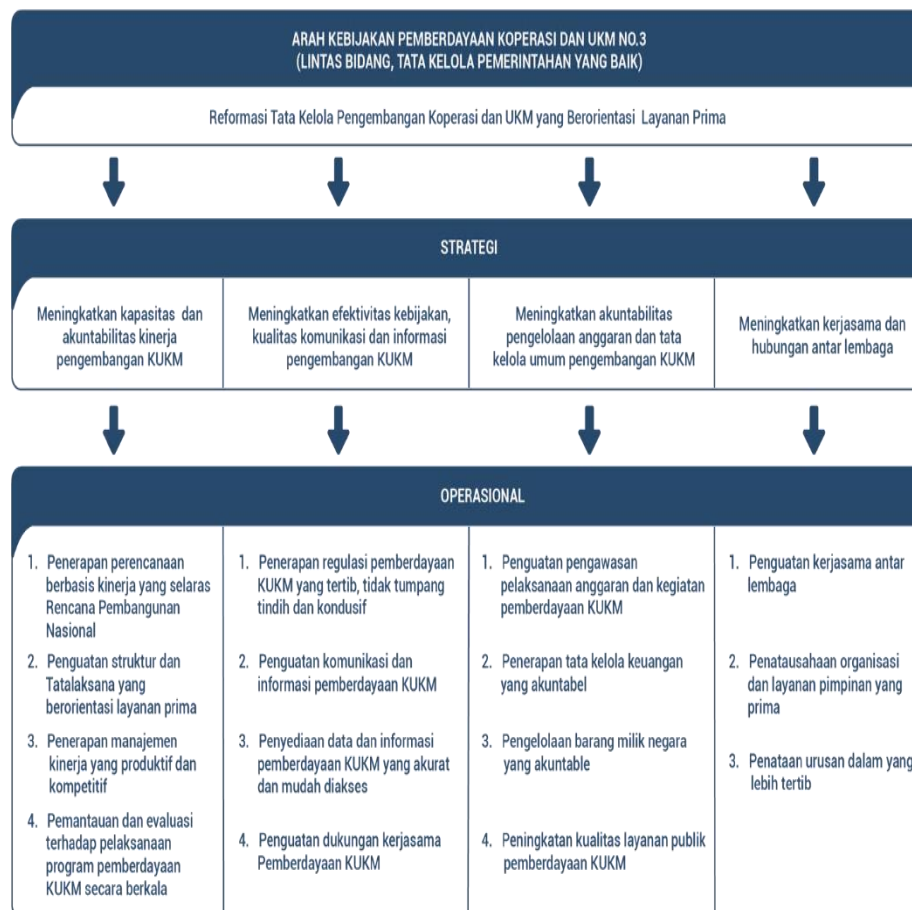 ARAH KEBIJAKAN PEMBERDAYAAN KOPERASI DAN UKM NO.3
(LINTAS BIDANG, TATA KELOLA PEMERINTAHAN YANG BAIK)
Reformasi Tata Kelola Pengembangan Koperasi dan UKM yang Berorientasi Layanan Prima
STRATEGI
Meningkatkan kapasitas dan
akuntabilitas kinerja
pengembangan KUKM
Meningkatkan efektivitas kebijakan,
kualitas komunikasi dan informasi
pengembangan KUKM
Meningkatkan akuntabilitas
pengelolaan anggaran dan tata
kelola umum pengembangan KUKM
Meningkatkan kerjasama dan
hubungan antar lembaga
OPERASIONAL
1. Penerapan perencanaan
berbasis kinerja yang selaras
Rencana Pembangunan
Nasional
2. Penguatan struktur dan
Tatalaksana yang
berorientasi layanan prima
3. Penerapan manajemen
kinerja yang produktif dan
kompetitif
4. Pemantauan dan evaluasi
terhadap pelaksanaan
program pemberdayaan
KUKM secara berkala
1. Penerapan regulasi pemberdayaan
KUKM yang tertib, tidak tumpang
tindih dan kondusif
2. Penguatan komunikasi dan
informasi pemberdayaan KUKM
3. Penyediaan data dan informasi
pemberdayaan KUKM yang akurat
dan mudah diakses
4. Penguatan dukungan kerjasama
Pemberdayaan KUKM
1. Penguatan pengawasan
pelaksanaan anggaran dan kegiatan
pemberdayaan KUKM
2. Penerapan tata kelola keuangan
yang akuntabel
3. Pengelolaan barang milik negara
yang akuntable
4. Peningkatan kualitas layanan publik
pemberdayaan KUKM
1. Penguatan kerjasama antar
lembaga
2. Penatausahaan organisasi
dan layanan pimpinan yang
prima
3. Penataan urusan dalam yang
lebih tertib